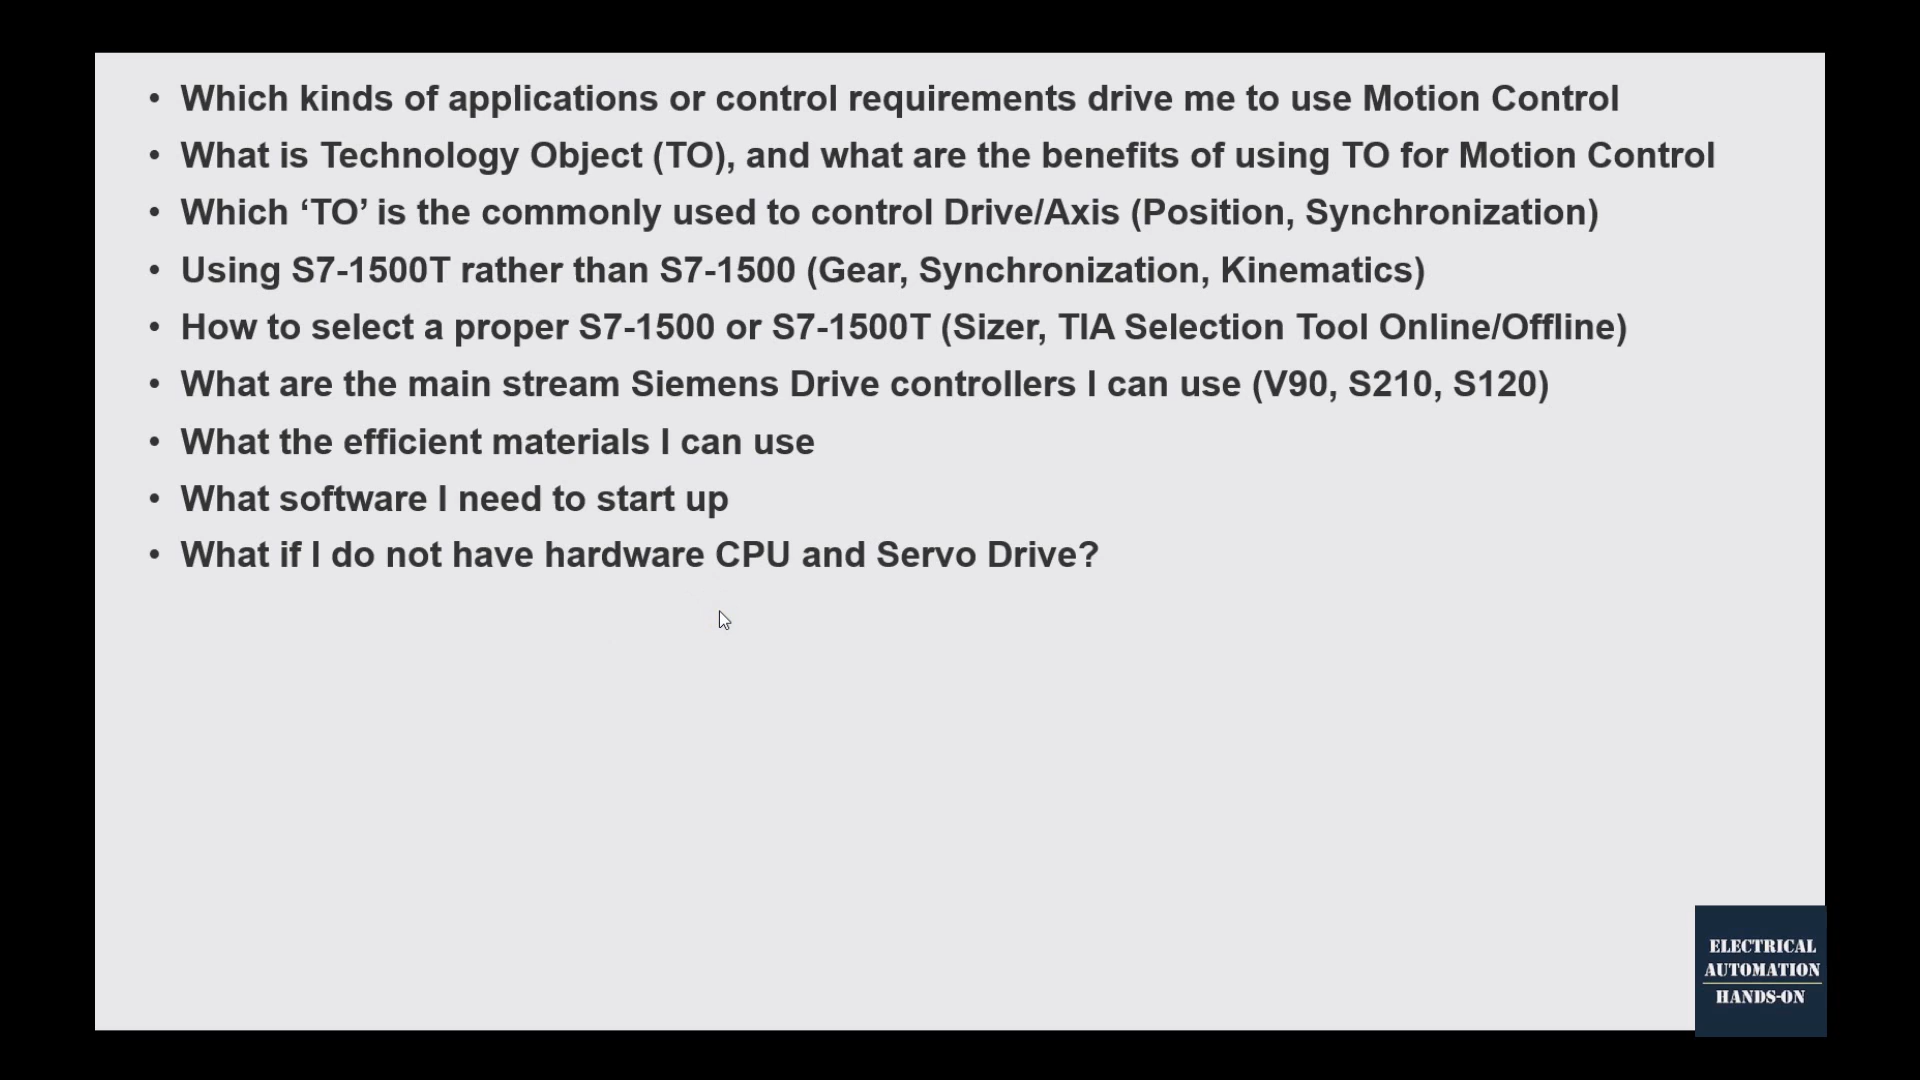 • Which kinds of applications or control requirements drive me to use Motion Control
• What is Technology Object (TO), and what are the benefits of using TO for Motion Control
• Which ‘TO’ is the commonly used to control Drive/Axis (Position, Synchronization)
• Using S7-1500T rather than S7-1500 (Gear, Synchronization, Kinematics)
• How to select a proper S7-1500 or S7-1500T (Sizer, TIA Selection Tool Online/Offline)
• What are the main stream Siemens Drive controllers I can use (V90, S210, S120)
• What the efficient materials I can use
• What software I need to start up
• What if I do not have hardware CPU and Servo Drive?
ELECTRICAL
AUTOMATION
HANDS-ON